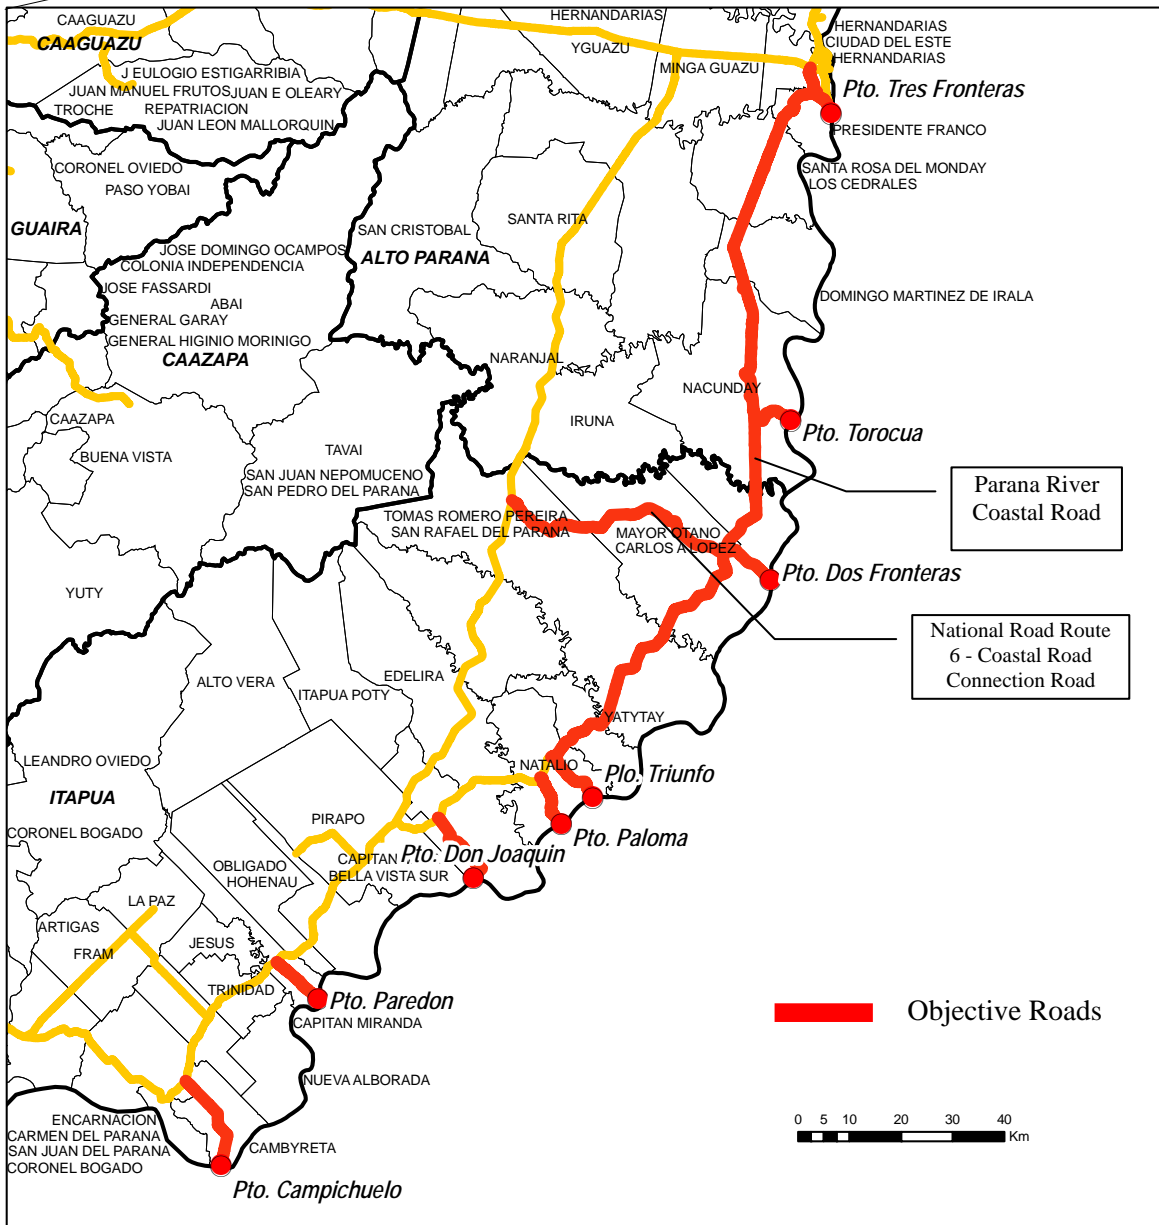 CAAGUAZU
HERNANDARIAS
HERNANDARIAS
CIUDAD DEL ESTE
HERNANDARIAS
CAAGUAZU
YGUAZU
MINGA GUAZU
J EULOGIO ESTIGARRIBIA
JUAN MANUEL FRUTOS
JUAN E OLEARY
TROCHE
REPATRIACION
JUAN LEON MALLORQUIN
Pto. Tres Fronteras
PRESIDENTE FRANCO
CORONEL OVIEDO
PASO YOBAI
SANTA ROSA DEL MONDAY
LOS CEDRALES
GUAIRA
SAN CRISTOBAL
SANTA RITA
JOSE DOMINGO OCAMPOS
COLONIA INDEPENDENCIA
ALTO PARANA
JOSE FASSARDI
ABAI
GENERAL GARAY
DOMINGO MARTINEZ DE IRALA
GENERAL HIGINIO MORINIGO
CAAZAPA
NARANJAL
NACUNDAY
CAAZAPA
IRUNA
Pto. Torocua
BUENA VISTA
TAVAI
SAN JUAN NEPOMUCENO
SAN PEDRO DEL PARANA
Parana River
Coastal Road
TOMAS ROMERO PEREIRA
SAN RAFAEL DEL PARANA
MAYOR OTANO
CARLOS A LOPEZ
Pto. Dos Fronteras
YUTY
National Road Route
6 - Coastal Road
Connection Road
ALTO VERA
ITAPUA POTY
EDELIRA
YATYTAY
LEANDRO OVIEDO
NATALIO
ITAPUA
Plo. Triunfo
CORONEL BOGADO
PIRAPO
Pto. Paloma
OBLIGADO
HOHENAU
CAPITAN
Pto. Don Joaquin
BELLA VISTA SUR
LA PAZ
ARTIGAS
FRAM
JESUS
TRINIDAD
Pto. Paredon
CAPITAN MIRANDA
Objective Roads
NUEVA ALBORADA
ENCARNACION
CARMEN DEL PARANA
SAN JUAN DEL PARANA
CORONEL BOGADO
CAMBYRETA
Pto. Campichuelo
0 5 10 20 30 40
Km